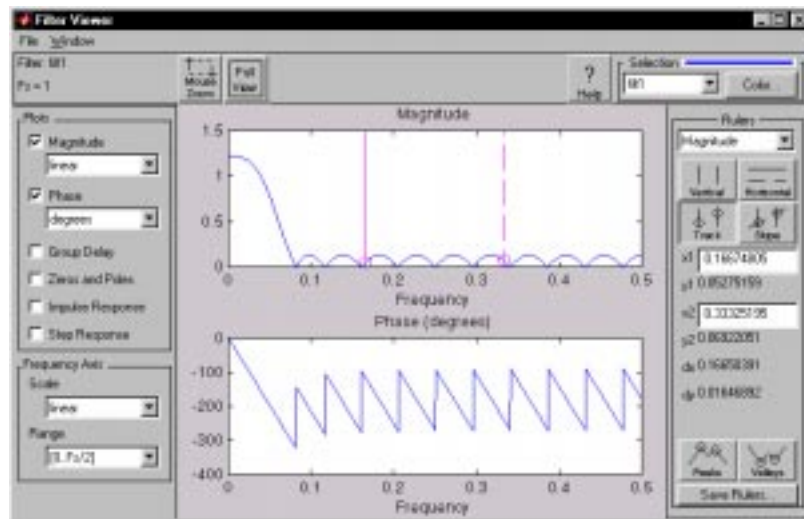 Filter Viewer
File Window
Filter: filt1
Fs = 1
Mouse Zoom
Full View
?
Help
Selection
filt1
Color...
Plots
Magnitude
linear
Phase
degrees
Group Delay
Zeros and Poles
Impulse Response
Step Response
Frequency Axis
Scale
linear
Range
[0, Fs/2]
Magnitude
1.5
1
0.5
0
0 0.1 0.2 0.3 0.4 0.5
Frequency
Phase (degrees)
0
-100
-200
-300
-400
0 0.1 0.2 0.3 0.4 0.5
Frequency
Rulers
Magnitude
Vertical
Horizontal
Track
Slope
x1 0.16674805
y1 0.05275159
x2 0.33325195
y2 0.06922051
dx 0.16650391
dy 0.01646892
Peaks
Valleys
Save Rulers...